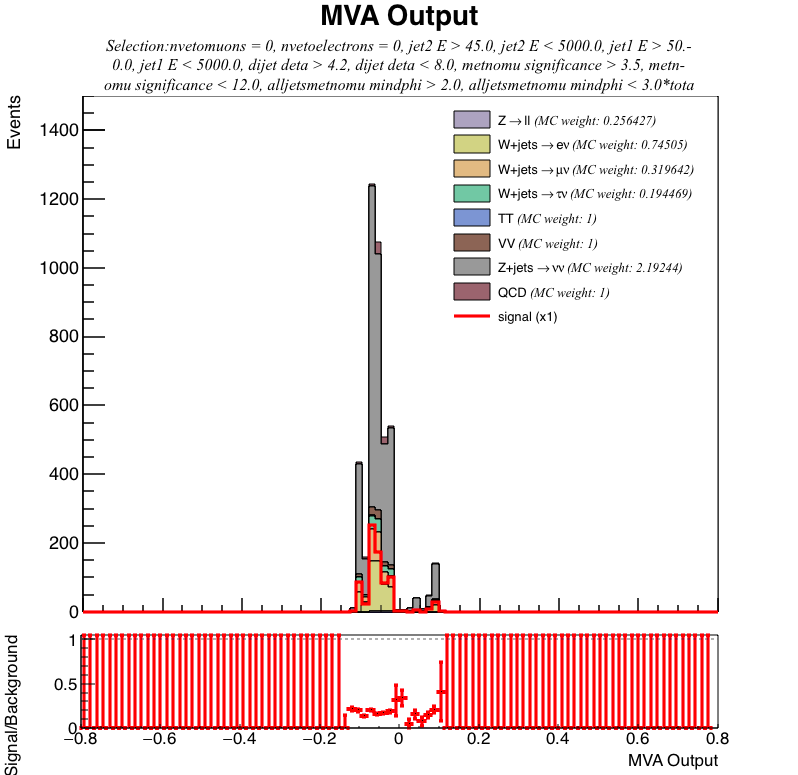 MVA Output
Selection:nvetomuons = 0, nvetoelectrons = 0, jet2 E > 45.0, jet2 E < 5000.0, jet1 E > 50.-
0.0, jet1 E < 5000.0, dijet deta > 4.2, dijet deta < 8.0, metnomu significance > 3.5, metn-
omu significance < 12.0, alljetsmetnomu mindphi > 2.0, alljetsmetnomu mindphi < 3.0*tota
Events
1400
1200
1000
800
600
400
200
0
Z→ll (MC weight: 0.256427)
W+jets→eν (MC weight: 0.74505)
W+jets→μν (MC weight: 0.319642)
W+jets→τν (MC weight: 0.194469)
TT (MC weight: 1)
VV (MC weight: 1)
Z+jets→νν (MC weight: 2.19244)
QCD (MC weight: 1)
signal (x1)
Signal/Background
1
0.5
0
−0.8 −0.6 −0.4 −0.2 0 0.2 0.4 0.6 0.8
MVA Output